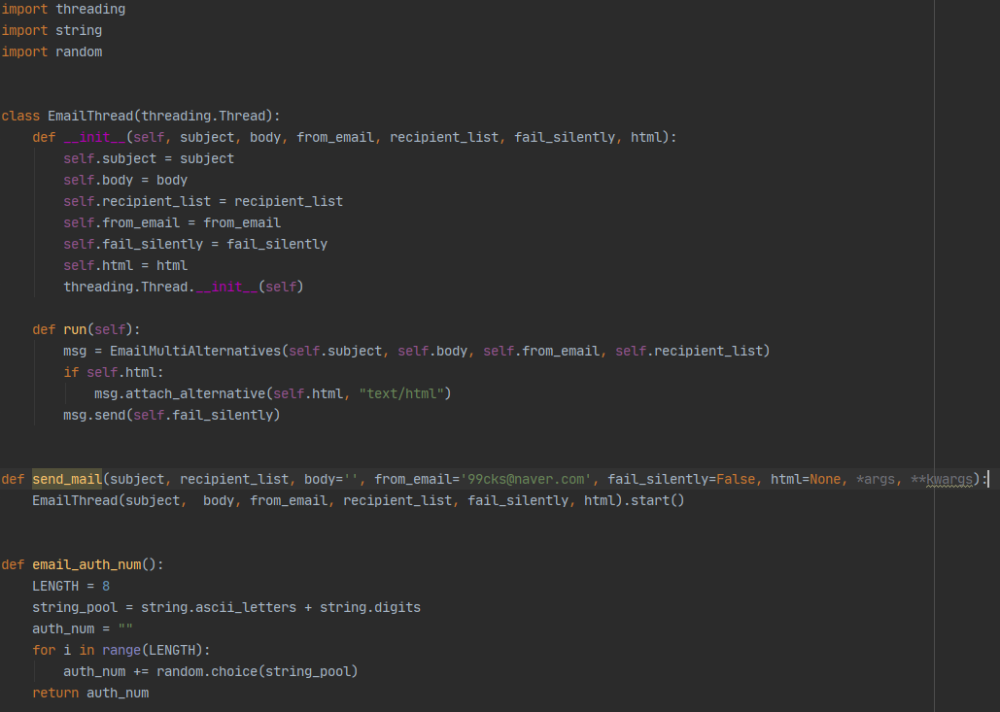 import threading
import string
import random
class EmailThread(threading.Thread):
    def __init__(self, subject, body, from_email, recipient_list, fail_silently, html):
        self.subject = subject
        self.body = body
        self.recipient_list = recipient_list
        self.from_email = from_email
        self.fail_silently = fail_silently
        self.html = html
        threading.Thread.__init__(self)
    def run(self):
        msg = EmailMultiAlternatives(self.subject, self.body, self.from_email, self.recipient_list)
        if self.html:
            msg.attach_alternative(self.html, "text/html")
        msg.send(self.fail_silently)
def send_mail(subject, recipient_list, body='', from_email='99cks@naver.com', fail_silently=False, html=None, *args, **kwargs):
    EmailThread(subject,  body, from_email, recipient_list, fail_silently, html).start()
def email_auth_num():
    LENGTH = 8
    string_pool = string.ascii_letters + string.digits
    auth_num = ""
    for i in range(LENGTH):
        auth_num += random.choice(string_pool)
    return auth_num